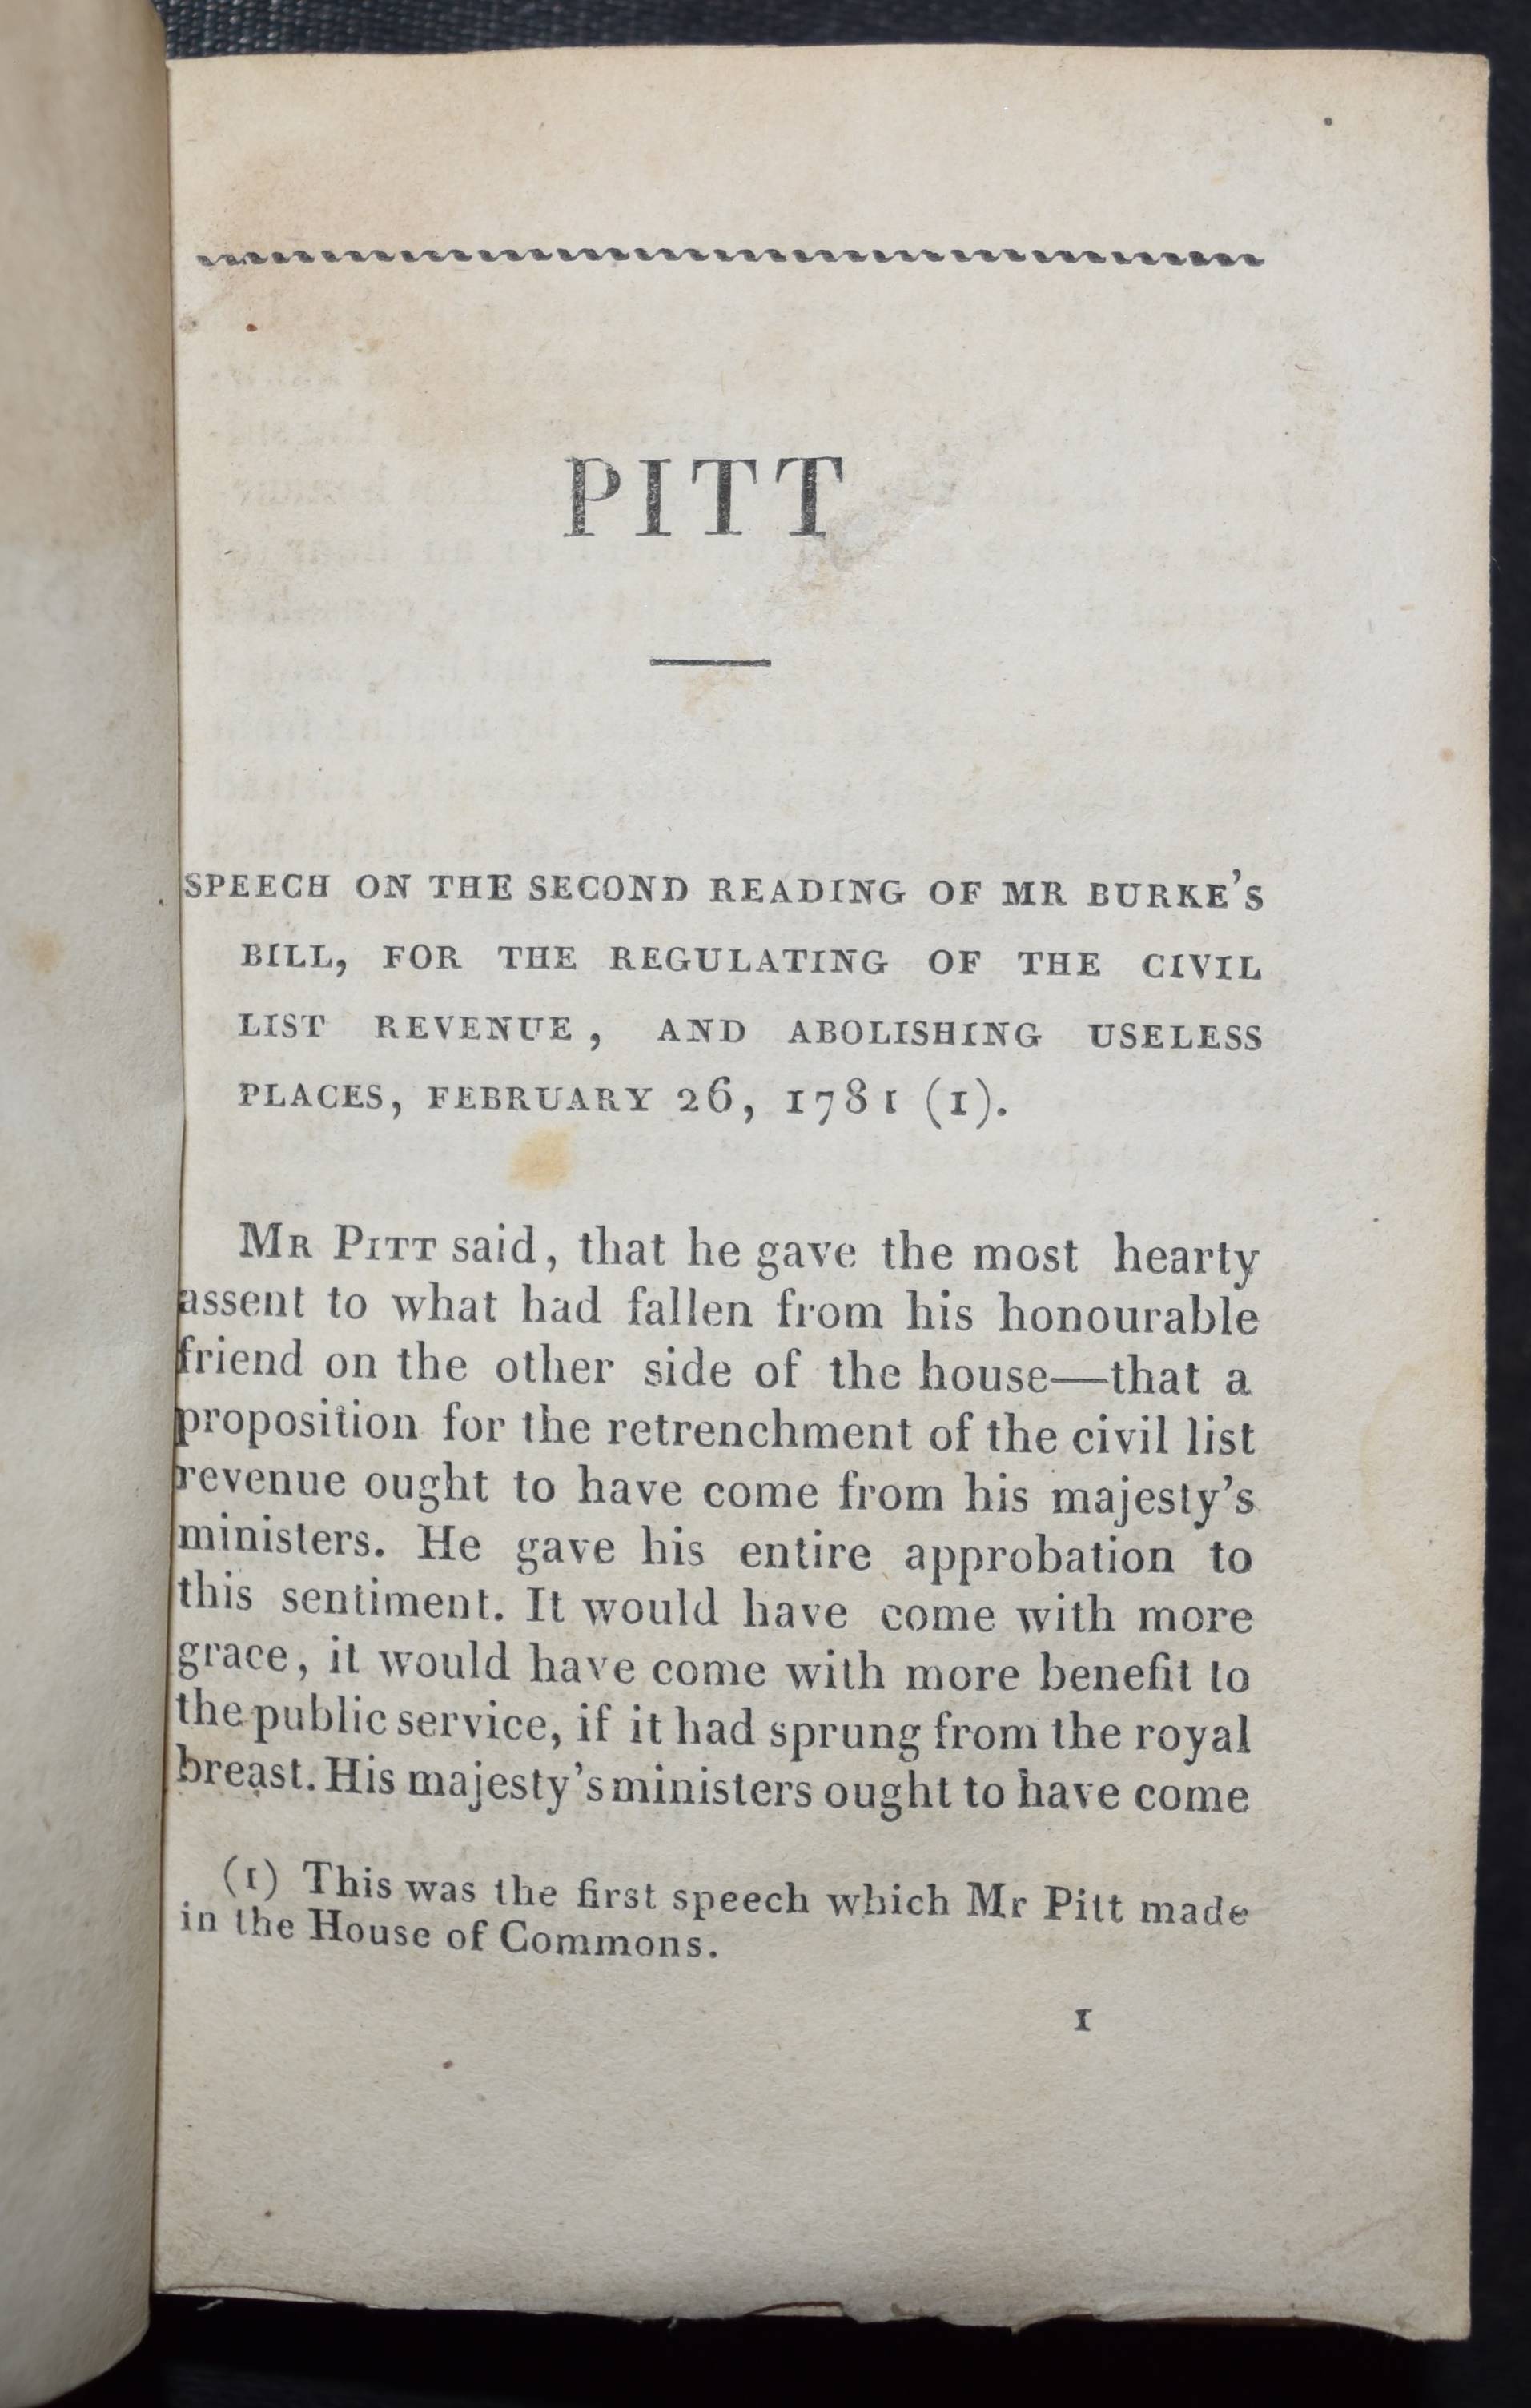 PITT
SPEECH ON THE SECOND READING OF MR BURKE'S
BILL, FOR THE REGULATING OF THE CIVIL
LIST REVENUE, AND ABOLISHING USELESS
PLACES, FEBRUARY 26, 1781 (1).
MR PITT said, that he gave the most hearty
assent to what had fallen from his honourable
friend on the other side of the house—that a
proposition for the retrenchment of the civil list
revenue ought to have come from his majesty's
ministers. He gave his entire approbation to
this sentiment. It would have come with more
grace, it would have come with more benefit to
the public service, if it had sprung from the royal
breast. His majesty's ministers ought to have come
(1) This was the first speech which Mr Pitt made
in the House of Commons.
1